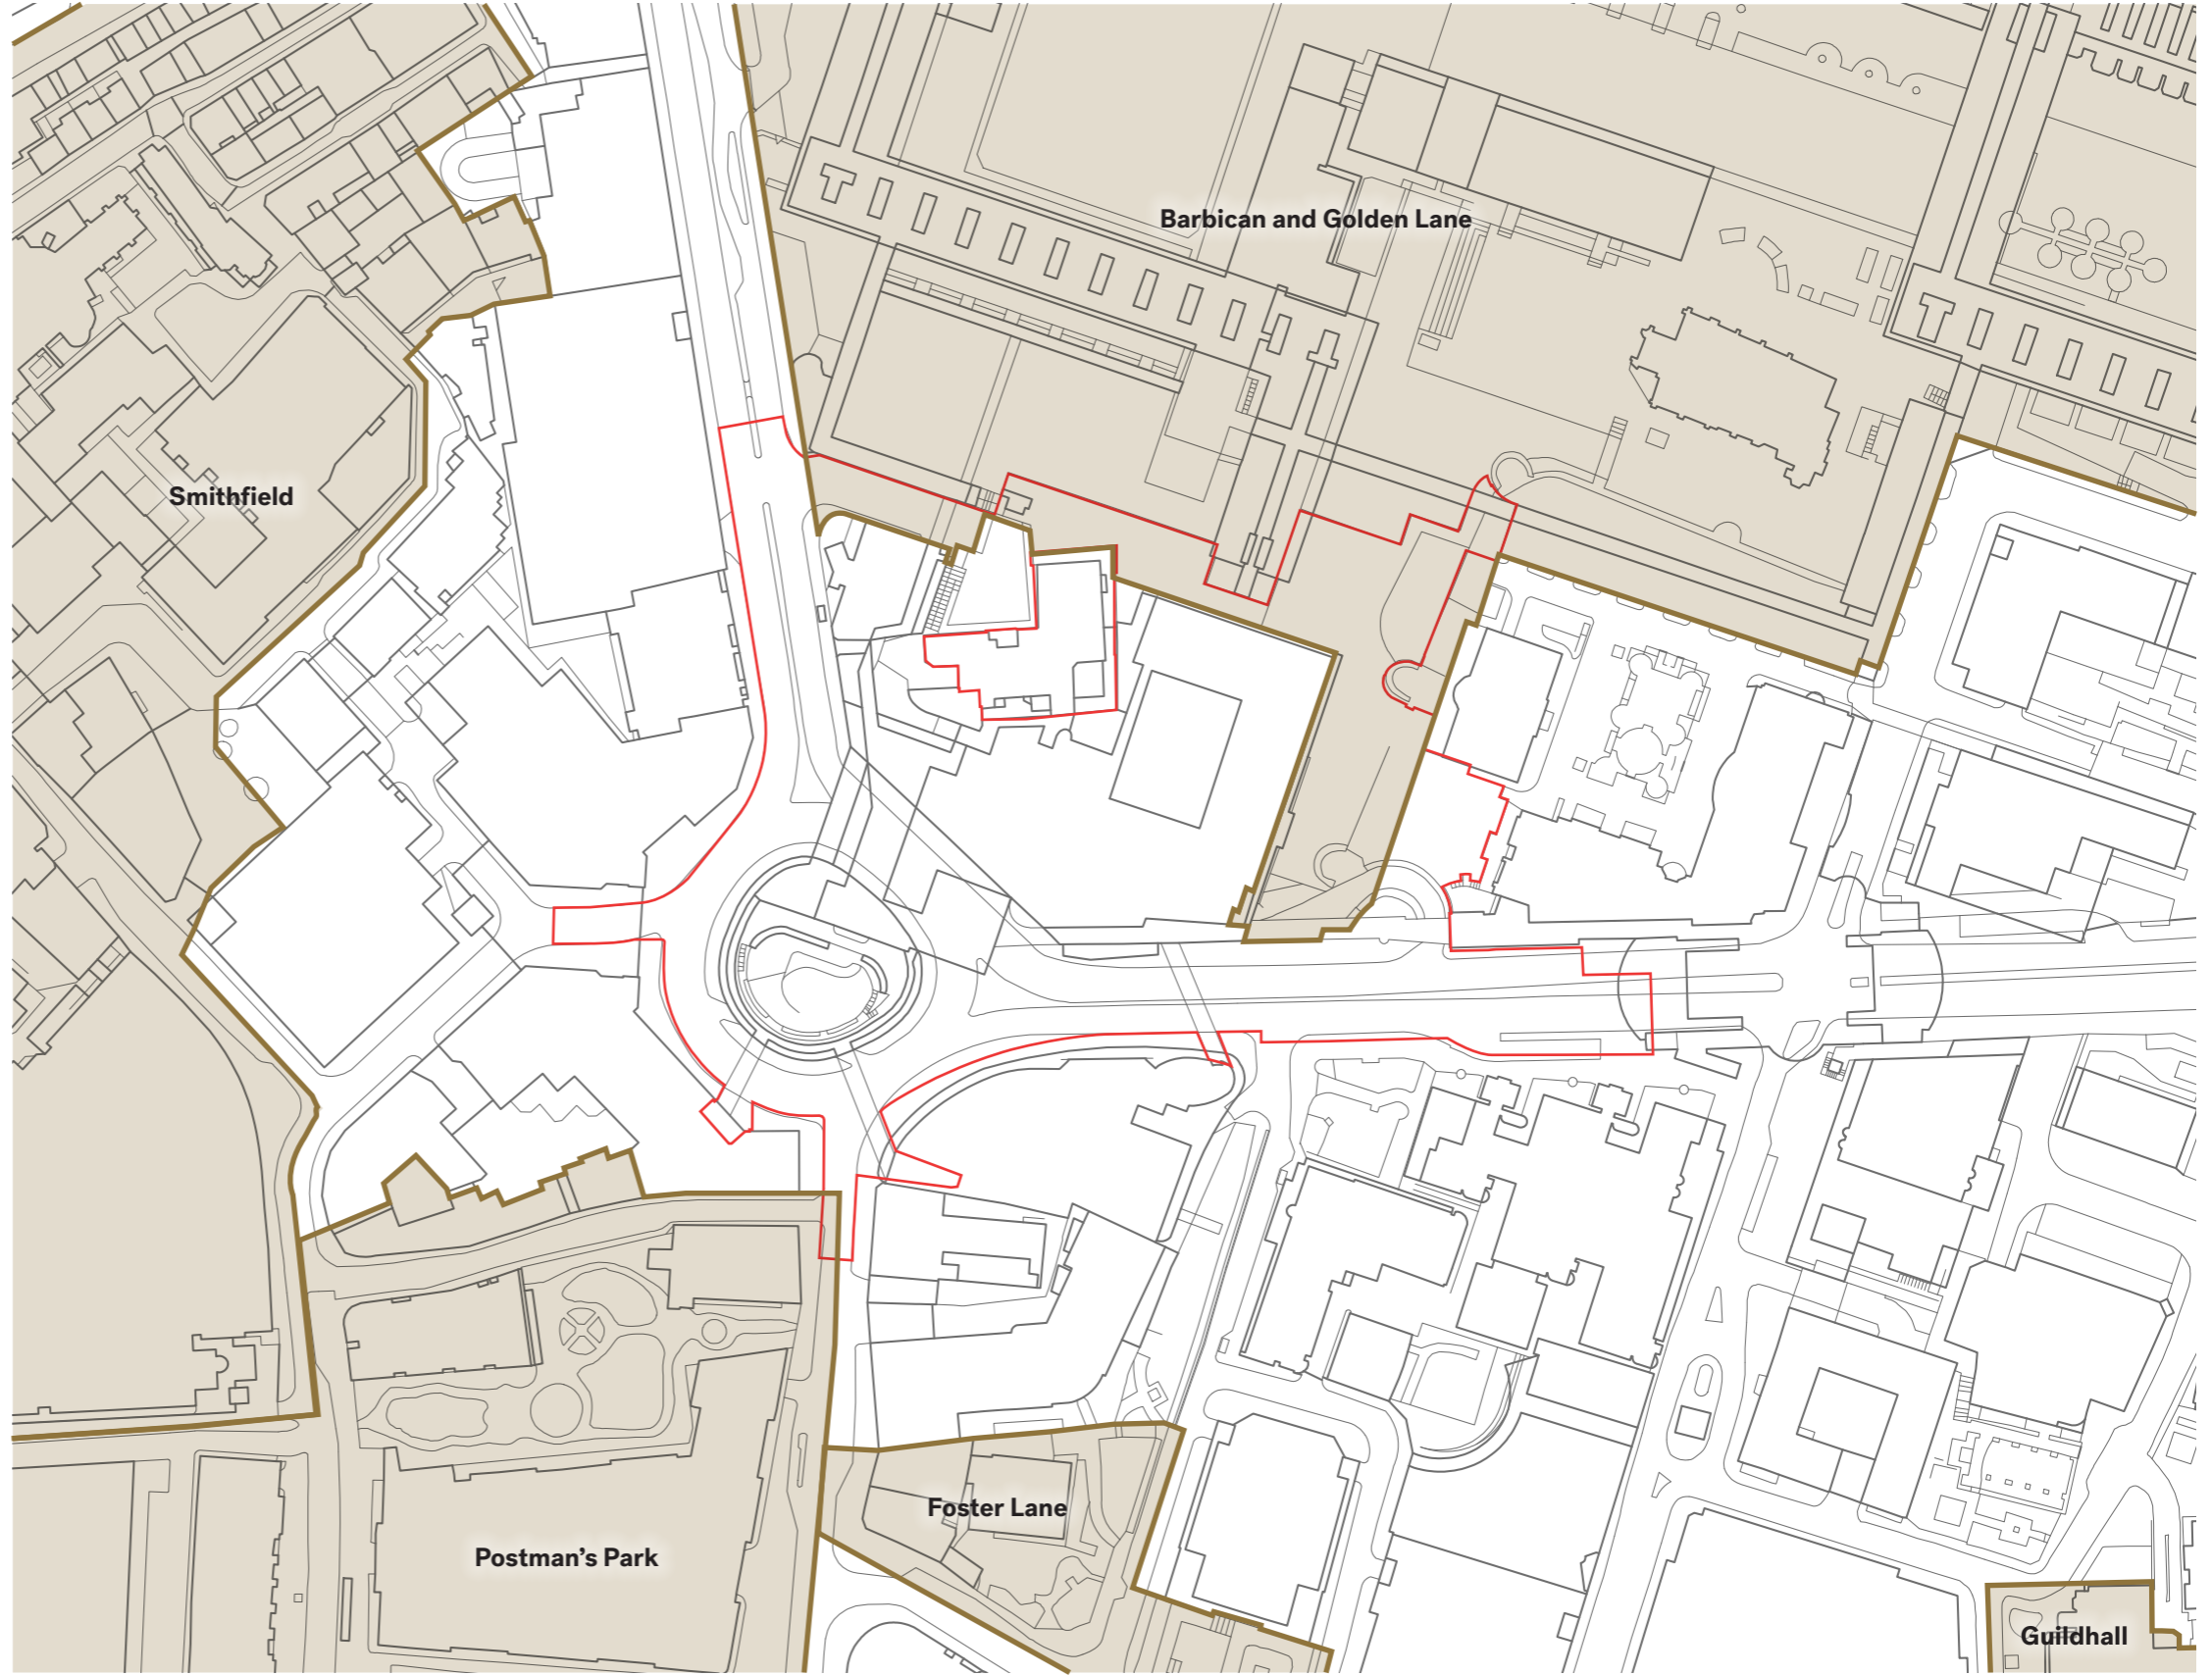 Barbican and Golden Lane
Smithfield
Foster Lane
Postman's Park
Guildhall